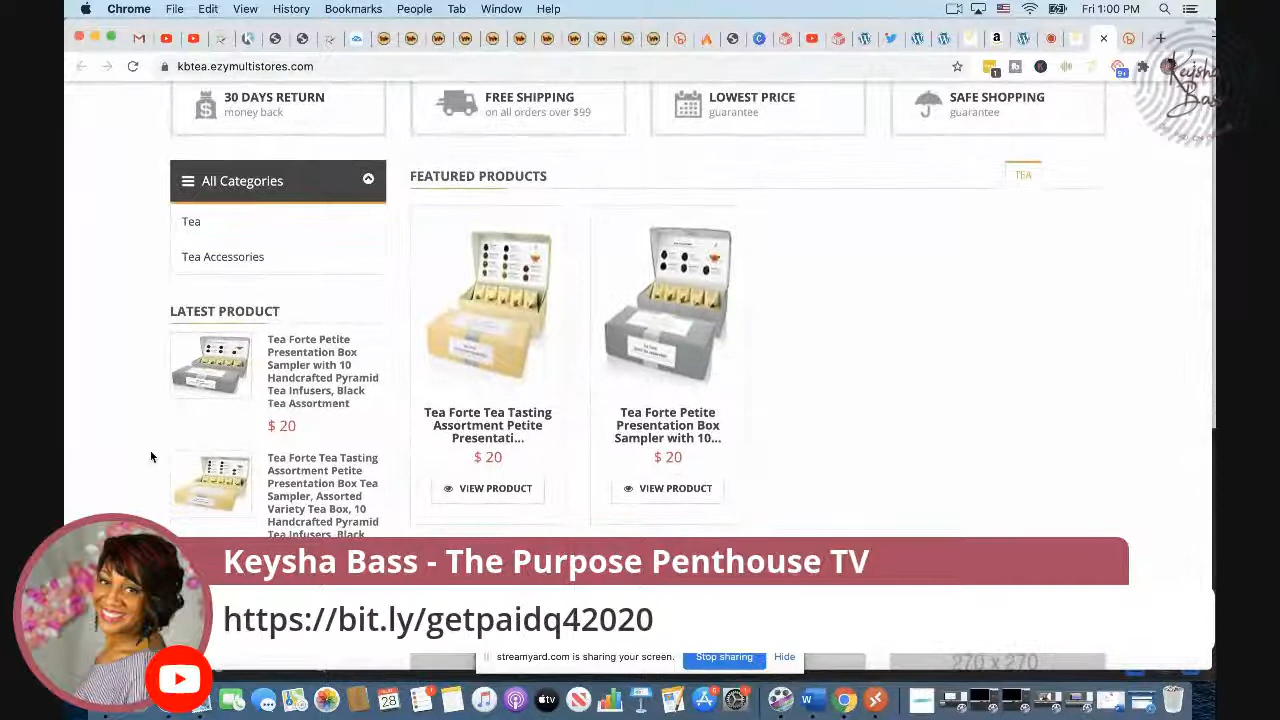 Chrome File Edit View History Bookmarks People Tab Window Help Fri 1:00 PM
kbtea.ezymultistores.com
Keysha
Bass
30 DAYS RETURN
money back
FREE SHIPPING
on all orders over $99
LOWEST PRICE
guarantee
SAFE SHOPPING
guarantee
All Categories
Tea
Tea Accessories
FEATURED PRODUCTS
TEA
LATEST PRODUCT
Tea Forte Petite
Presentation Box
Sampler with 10
Handcrafted Pyramid
Tea Infusers, Black
Tea Assortment
$ 20
Tea Forte Tea Tasting
Assortment Petite
Presentation Box Tea
Sampler, Assorted
Variety Tea Box, 10
Handcrafted Pyramid
Tea Infusers, Black
Tea Forte Tea Tasting
Assortment Petite
Presentati...
$ 20
VIEW PRODUCT
Tea Forte Petite
Presentation Box
Sampler with 10...
$ 20
VIEW PRODUCT
Keysha Bass - The Purpose Penthouse TV
https://bit.ly/getpaidq42020
streamyard.com is sharing your screen. Stop sharing Hide
270 x 270